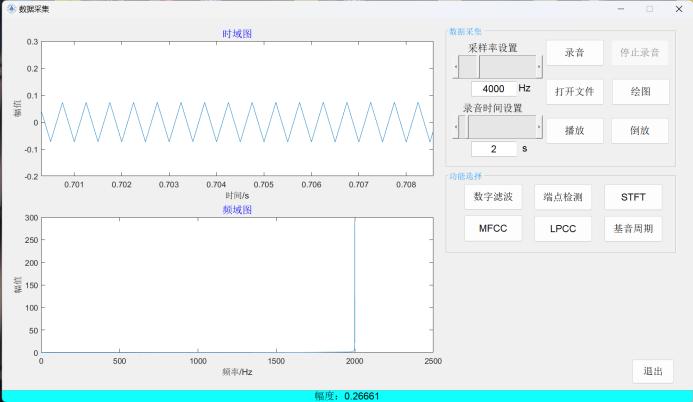 数据采集
时域图
0.3
0.2
0.1
0
-0.1
-0.2
幅值
0.701 0.702 0.703 0.704 0.705 0.706 0.707 0.708
时间/s
频域图
300
250
200
150
100
50
0
幅值
0 500 1000 1500 2000 2500
频率/Hz
数据采集
采样率设置
4000 Hz
录音时间设置
2 s
录音 停止录音
打开文件 绘图
播放 倒放
功能选择
数字滤波 端点检测 STFT
MFCC LPCC 基音周期
退出
幅度：0.26661